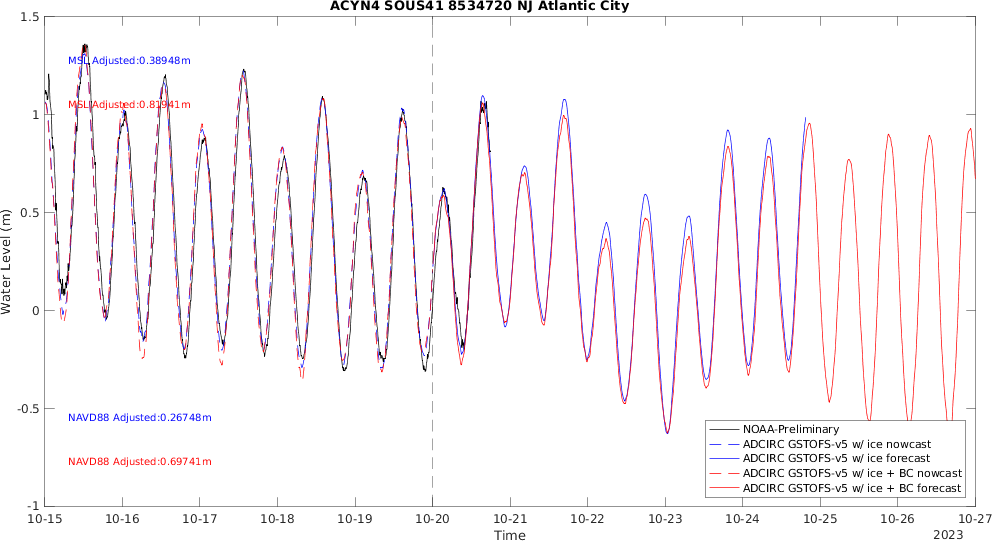 ACYN4 SOUS41 8534720 NJ Atlantic City
1.5
1
0.5
0
-0.5
-1
Water Level (m)
MSL Adjusted:0.38948m
MSL Adjusted:0.81941m
NAVD88 Adjusted:0.26748m
NAVD88 Adjusted:0.69741m
NOAA-Preliminary
ADCIRC GSTOFS-v5 w/ ice nowcast
ADCIRC GSTOFS-v5 w/ ice forecast
ADCIRC GSTOFS-v5 w/ ice + BC nowcast
ADCIRC GSTOFS-v5 w/ ice + BC forecast
10-15 10-16 10-17 10-18 10-19 10-20 10-21 10-22 10-23 10-24 10-25 10-26 10-27
Time
2023